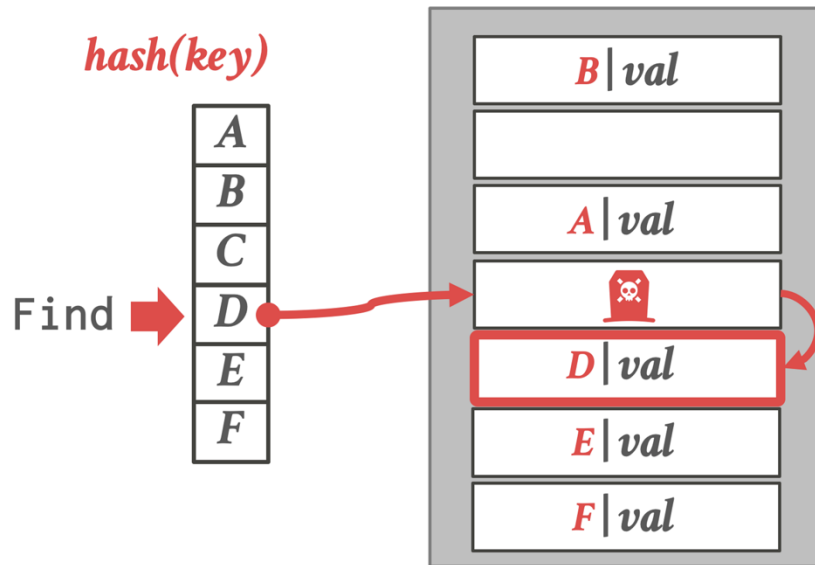 hash(key)
A
B
C
Find
D
E
F
B|val
A|val
D|val
E|val
F|val